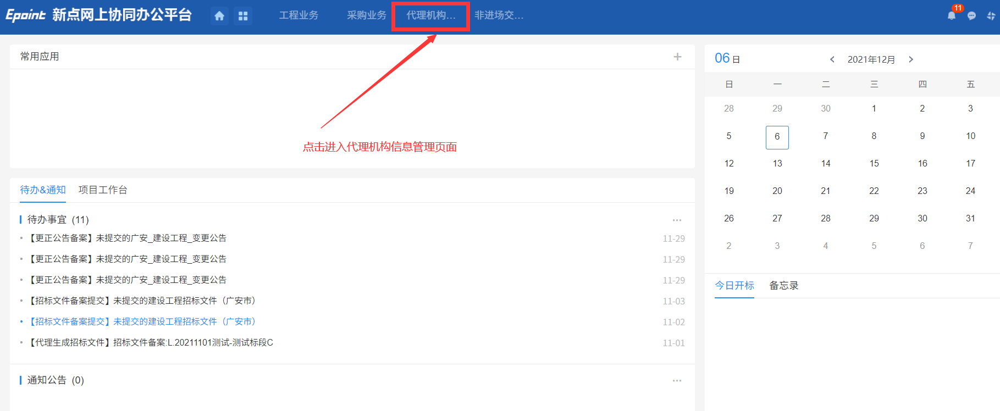 Epoint 新点网上协同办公平台
工程业务 采购业务 代理机构... 非进场交...
11
常用应用 +
点击进入代理机构信息管理页面
待办&通知 项目工作台
待办事宜 (11) ...
• 【更正公告备案】未提交的广安_建设工程_变更公告 11-29
• 【更正公告备案】未提交的广安_建设工程_变更公告 11-29
• 【更正公告备案】未提交的广安_建设工程_变更公告 11-29
• 【招标文件备案提交】未提交的建设工程招标文件（广安市） 11-03
• 【招标文件备案提交】未提交的建设工程招标文件（广安市） 11-02
• 【代理生成招标文件】招标文件备案:L.20211101测试-测试标段C 11-01
通知公告 (0) ...
06 日 < 2021年12月 >
日 一 二 三 四 五
28 29 30 1 2 3
5 6 7 8 9 10
12 13 14 15 16 17
19 20 21 22 23 24
26 27 28 29 30 31
2 3 4 5 6 7
今日开标 备忘录